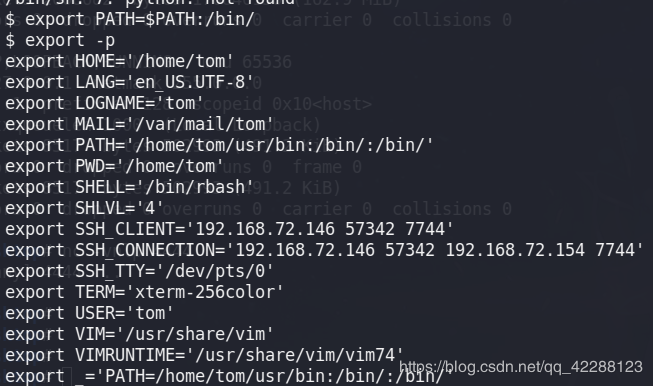 /bin/sh: 7: python: not found
$ export PATH=$PATH:/bin/
$ export -p
export HOME='/home/tom'
export LANG='en_US.UTF-8'
export LOGNAME='tom'
export MAIL='/var/mail/tom'
export PATH='/home/tom/usr/bin:/bin/:/bin/'
export PWD='/home/tom'
export SHELL='/bin/rbash'
export SHLVL='4'
export SSH_CLIENT='192.168.72.146 57342 7744'
export SSH_CONNECTION='192.168.72.146 57342 192.168.72.154 7744'
export SSH_TTY='/dev/pts/0'
export TERM='xterm-256color'
export USER='tom'
export VIM='/usr/share/vim'
export VIMRUNTIME='/usr/share/vim/vim74'
export _='PATH=/home/tom/usr/bin:/bin/:/bin/'
https://blog.csdn.net/qq_42288123